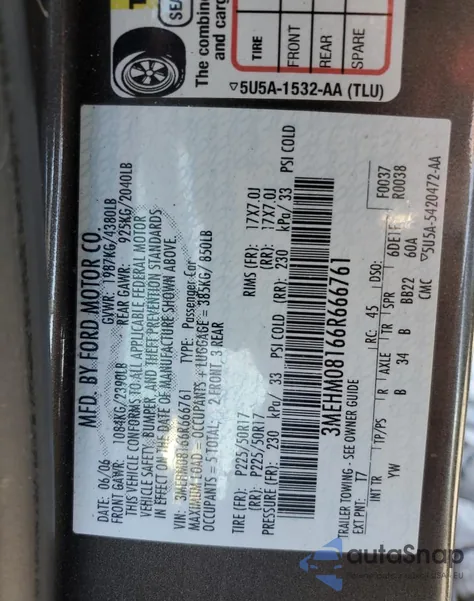 SEA
The combine
and cargo
TIRE
FRONT
REAR
SPARE
5U5A-1532-AA (TLU)
MFD. BY FORD MOTOR CO.
DATE: 06/06 GVWR: 1987KG/4380LB
FRONT GAWR: 1084KG/2390LB REAR GAWR: 925KG/2040LB
THIS VEHICLE CONFORMS TO ALL APPLICABLE FEDERAL MOTOR
VEHICLE SAFETY, BUMPER, AND THEFT PREVENTION STANDARDS
IN EFFECT ON THE DATE OF MANUFACTURE SHOWN ABOVE.
VIN: 3MEHM08166R666761 TYPE: Passenger Car
MAXIMUM LOAD = OCCUPANTS + LUGGAGE = 385KG/ 850LB
OCCUPANTS = 5 TOTAL: 2 FRONT, 3 REAR
TIRE (FR): P225/50R17 RIMS (FR): 17X7.0J
(RR): P225/50R17 (RR): 17X7.0J
PRESSURE (FR): 230 kPa/ 33 PSI COLD (RR): 230 kPa/ 33 PSI COLD
3MEHM08166R666761
F0037
R0038
TRAILER TOWING - SEE OWNER GUIDE
EXT PNT: T7 RC: 45 DSO:
INT TR TP/PS R AXLE TR SPR
YW B 34 B BB22 60A
CMC 5U5A-5420472-AA
autoSnap